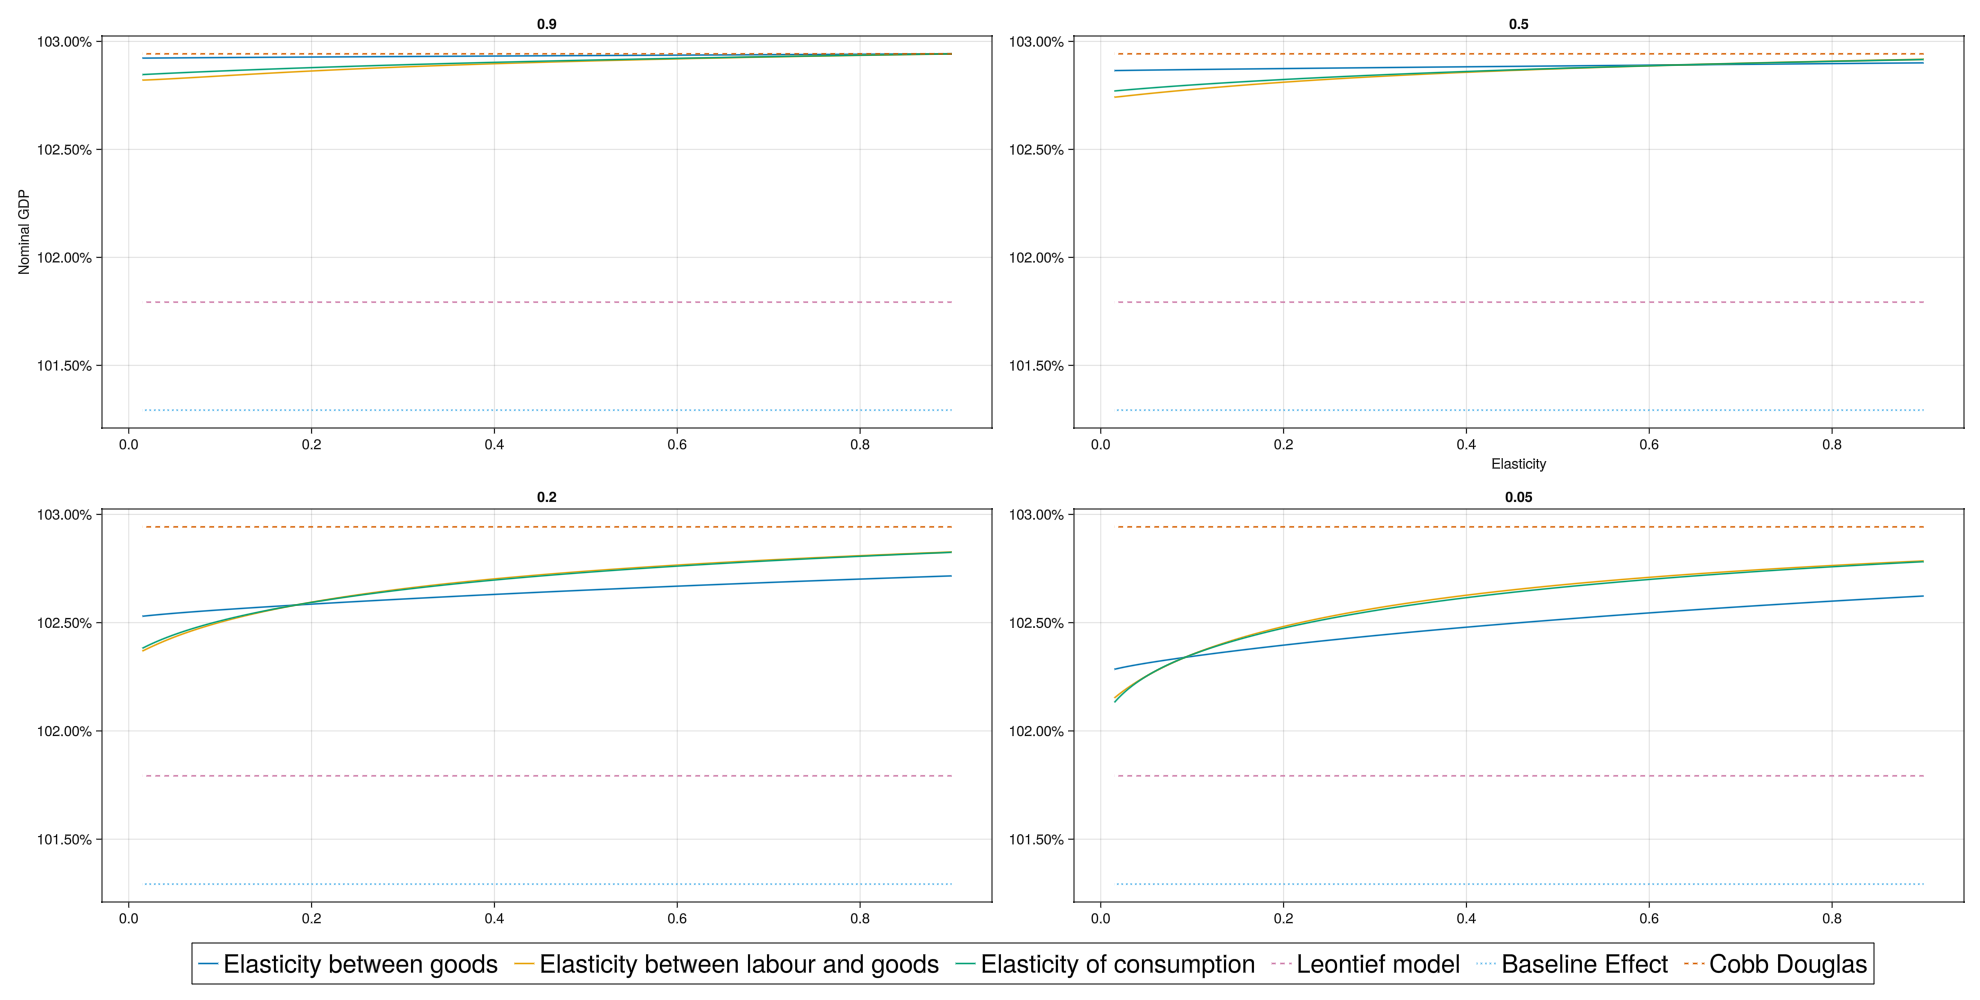 0.9
0.5
103.00%
102.50%
102.00%
101.50%
Nominal GDP
0.0 0.2 0.4 0.6 0.8
103.00%
102.50%
102.00%
101.50%
0.0 0.2 0.4 0.6 0.8
Elasticity
0.2
0.05
103.00%
102.50%
102.00%
101.50%
0.0 0.2 0.4 0.6 0.8
103.00%
102.50%
102.00%
101.50%
0.0 0.2 0.4 0.6 0.8
Elasticity between goods Elasticity between labour and goods Elasticity of consumption Leontief model Baseline Effect Cobb Douglas